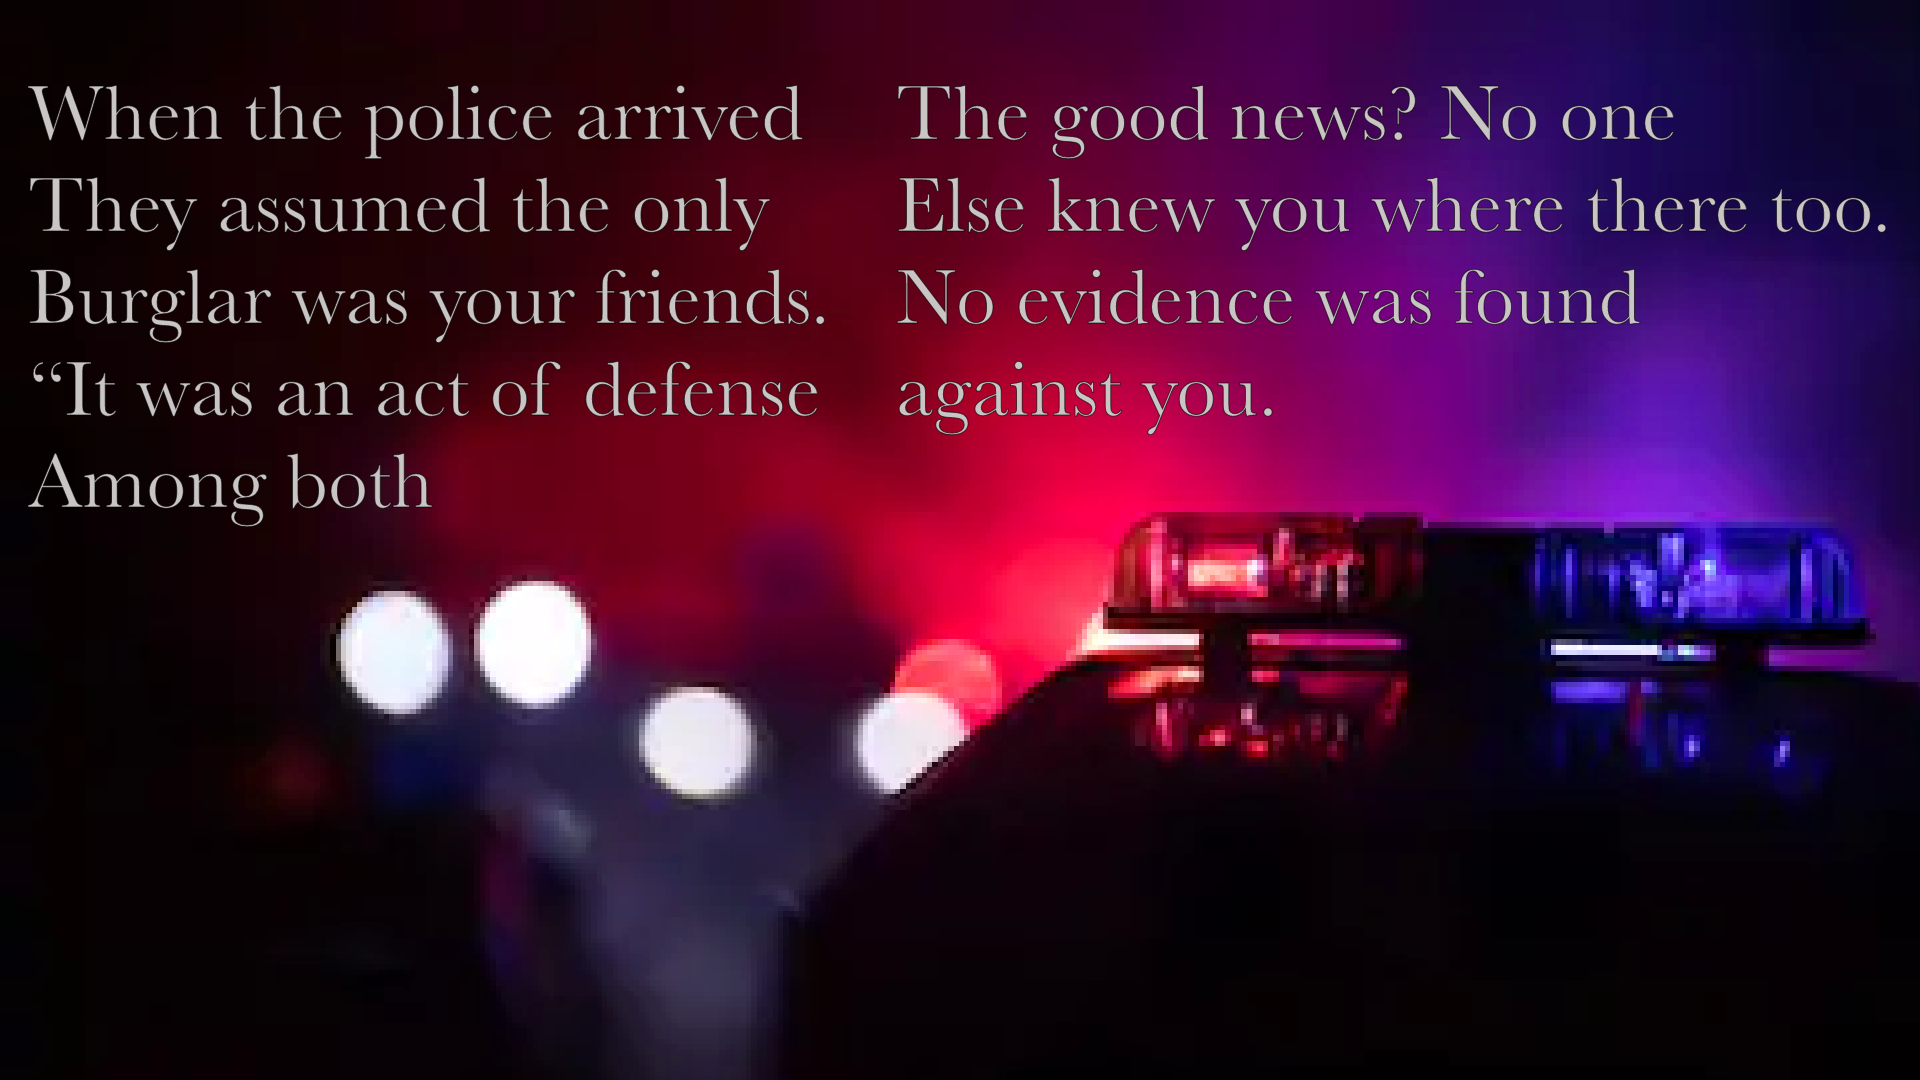 When the police arrived
They assumed the only
Burglar was your friends.
“It was an act of defense
Among both
The good news? No one
Else knew you where there too.
No evidence was found
against you.